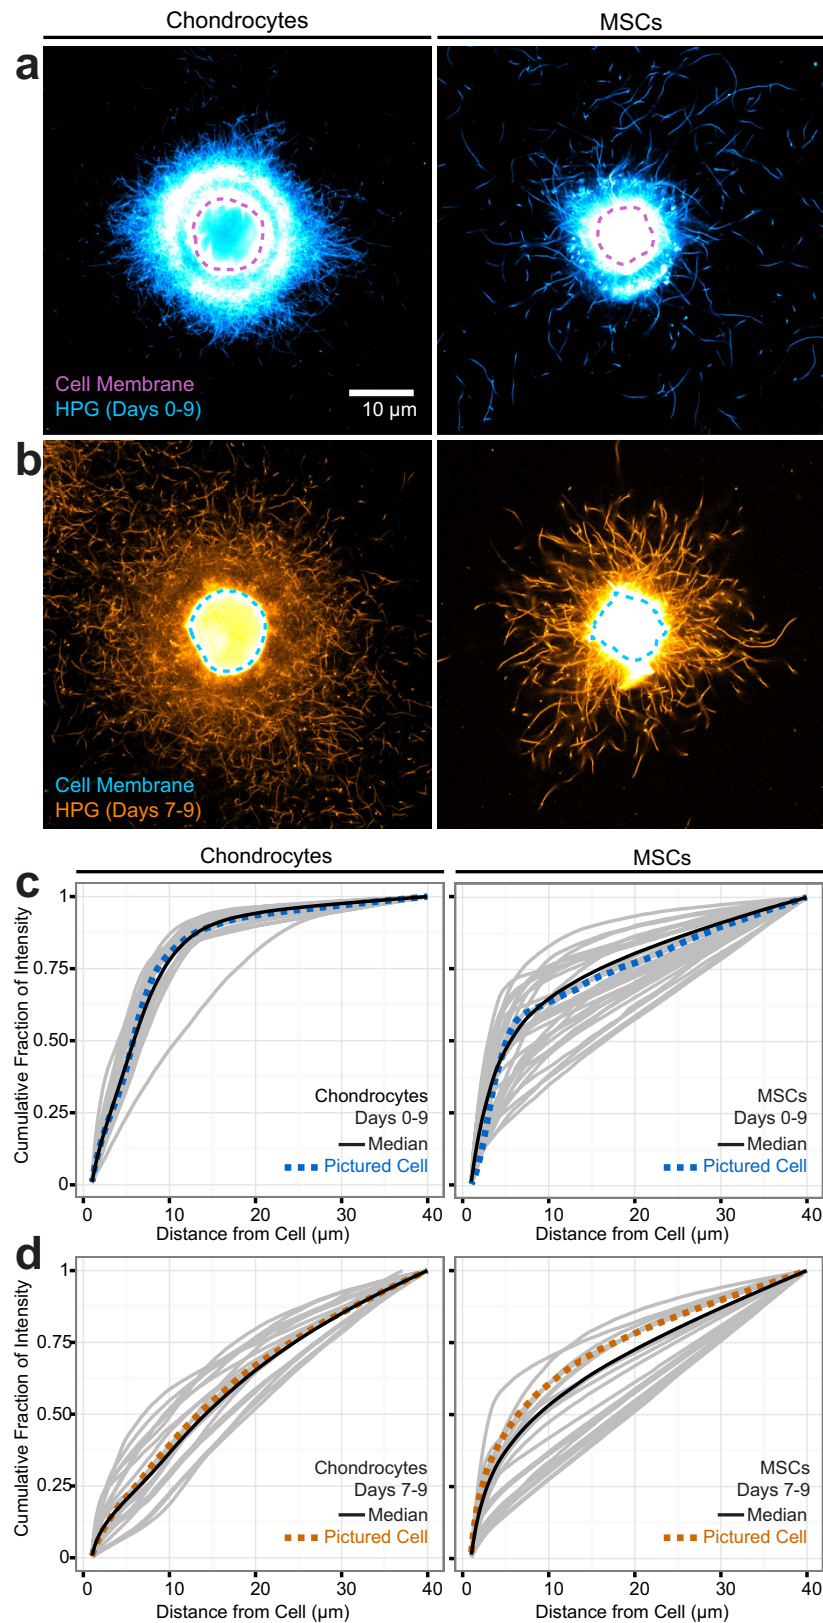 Chondrocytes
MSCs
a
Cell Membrane
HPG (Days 0-9)
10 µm
b
Cell Membrane
HPG (Days 7-9)
Chondrocytes
MSCs
c
Cumulative Fraction of Intensity
1
0.75
0.50
0.25
0
Chondrocytes
Days 0-9
Median
Pictured Cell
MSCs
Days 0-9
Median
Pictured Cell
0 10 20 30 40
0 10 20 30 40
Distance from Cell (µm)
Distance from Cell (µm)
d
Cumulative Fraction of Intensity
1
0.75
0.50
0.25
0
Chondrocytes
Days 7-9
Median
Pictured Cell
MSCs
Days 7-9
Median
Pictured Cell
0 10 20 30 40
0 10 20 30 40
Distance from Cell (µm)
Distance from Cell (µm)